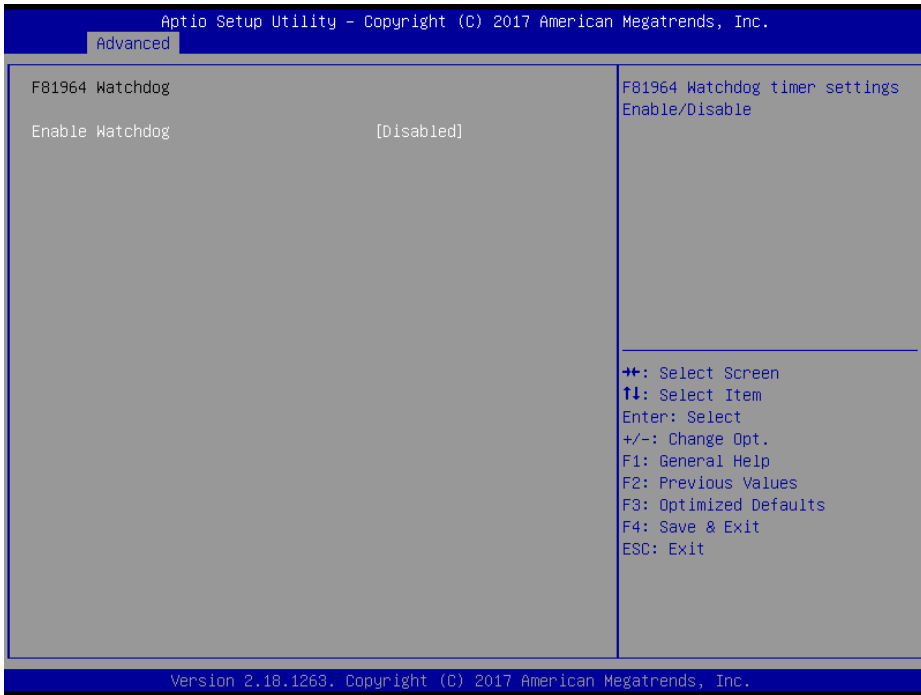 Aptio Setup Utility – Copyright (C) 2017 American Megatrends, Inc.
Advanced
F81964 Watchdog
Enable Watchdog [Disabled]
F81964 Watchdog timer settings
Enable/Disable
→←: Select Screen
↑↓: Select Item
Enter: Select
+/-: Change Opt.
F1: General Help
F2: Previous Values
F3: Optimized Defaults
F4: Save & Exit
ESC: Exit
Version 2.18.1263. Copyright (C) 2017 American Megatrends, Inc.